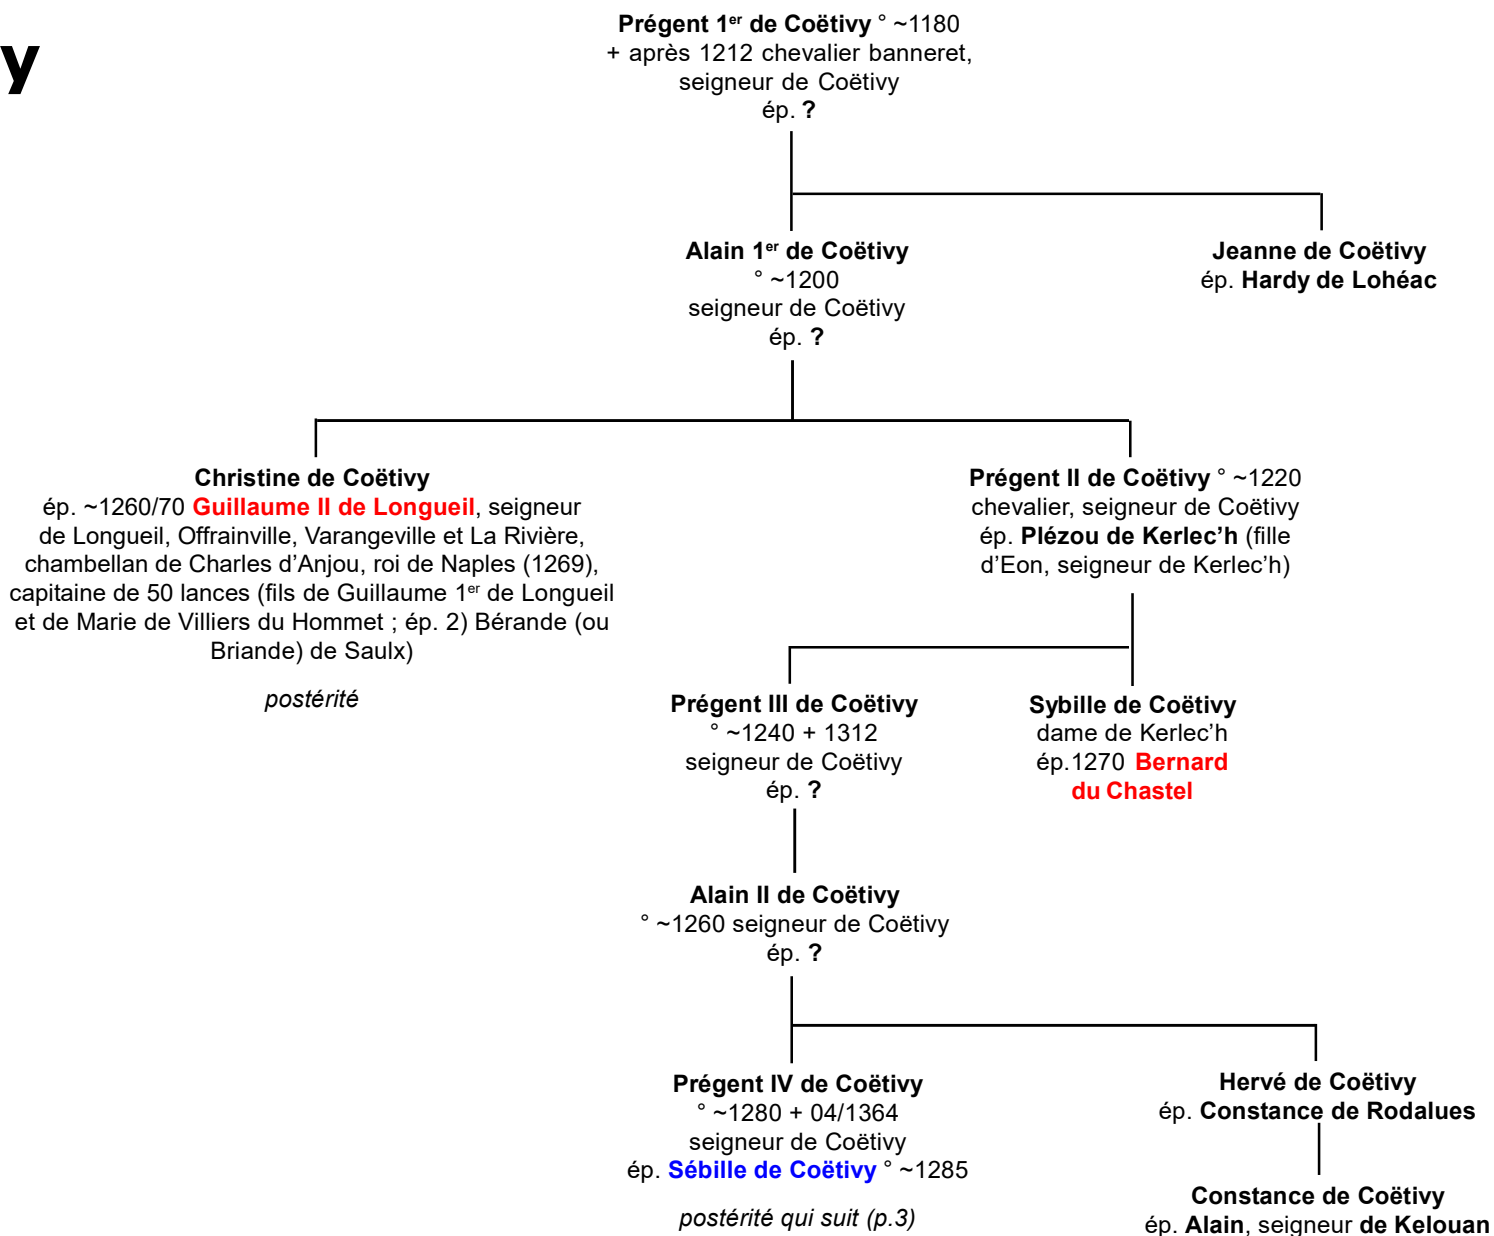 y
Prégent 1er de Coëtivy ° ~1180
+ après 1212 chevalier banneret,
seigneur de Coëtivy
ép. ?
Alain 1er de Coëtivy
° ~1200
seigneur de Coëtivy
ép. ?
Jeanne de Coëtivy
ép. Hardy de Lohéac
Christine de Coëtivy
ép. ~1260/70 Guillaume II de Longueil, seigneur
de Longueil, Offrainville, Varangeville et La Rivière,
chambellan de Charles d’Anjou, roi de Naples (1269),
capitaine de 50 lances (fils de Guillaume 1er de Longueil
et de Marie de Villiers du Hommet ; ép. 2) Bérande (ou
Briande) de Saulx)
postérité
Prégent II de Coëtivy ° ~1220
chevalier, seigneur de Coëtivy
ép. Plézou de Kerlec’h (fille
d’Eon, seigneur de Kerlec’h)
Prégent III de Coëtivy
° ~1240 + 1312
seigneur de Coëtivy
ép. ?
Sybille de Coëtivy
dame de Kerlec’h
ép.1270 Bernard
du Chastel
Alain II de Coëtivy
° ~1260 seigneur de Coëtivy
ép. ?
Prégent IV de Coëtivy
° ~1280 + 04/1364
seigneur de Coëtivy
ép. Sébille de Coëtivy ° ~1285
postérité qui suit (p.3)
Hervé de Coëtivy
ép. Constance de Rodalues
Constance de Coëtivy
ép. Alain, seigneur de Kelouan